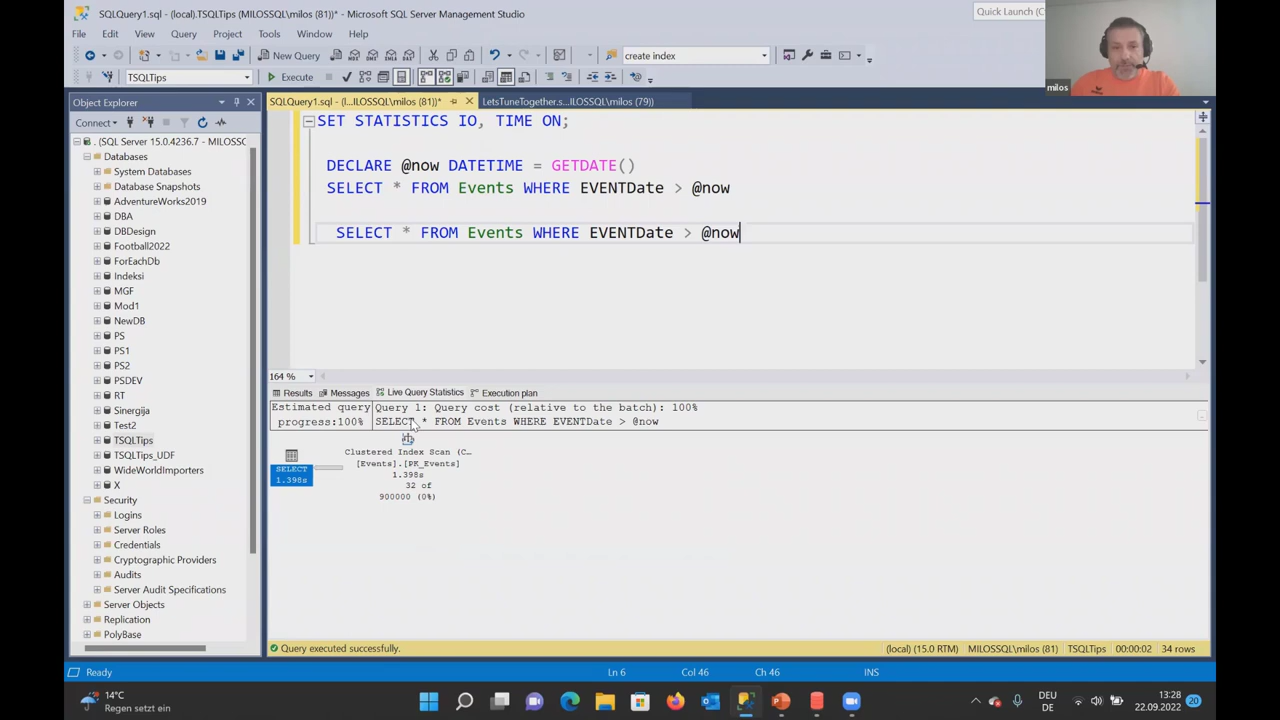 SQLQuery1.sql - (local).TSQLTips (MILOSSQL\milos (81))* - Microsoft SQL Server Management Studio
Quick Launch (
File Edit View Query Project Tools Window Help
New Query
create index
TSQLTips
Execute
milos
Object Explorer
SQLQuery1.sql - (l...ILOSSQL\milos (81))*
LetsTuneTogether.s...ILOSSQL\milos (79))
Connect
. (SQL Server 15.0.4236.7 - MILOSSC
Databases
System Databases
Database Snapshots
AdventureWorks2019
DBA
DBDesign
Football2022
ForEachDb
Indeksi
MGF
Mod1
NewDB
PS
PS1
PS2
PSDEV
RT
Sinergija
Test2
TSQLTips
TSQLTips_UDF
WideWorldImporters
X
Security
Logins
Server Roles
Credentials
Cryptographic Providers
Audits
Server Audit Specifications
Server Objects
Replication
PolyBase
SET STATISTICS IO, TIME ON;
DECLARE @now DATETIME = GETDATE()
SELECT * FROM Events WHERE EVENTDate > @now
SELECT * FROM Events WHERE EVENTDate > @now
164 %
Results Messages Live Query Statistics Execution plan
Estimated query
progress:100%
Query 1: Query cost (relative to the batch): 100%
SELECT * FROM Events WHERE EVENTDate > @now
SELECT
1.398s
Clustered Index Scan (C…
[Events].[PK_Events]
1.398s
32 of
900000 (0%)
Query executed successfully.
(local) (15.0 RTM) MILOSSQL\milos (81) TSQLTips 00:00:02 34 rows
Ready
Ln 6 Col 46 Ch 46 INS
14°C
Regen setzt ein
DEU
DE
13:28
22.09.2022
20